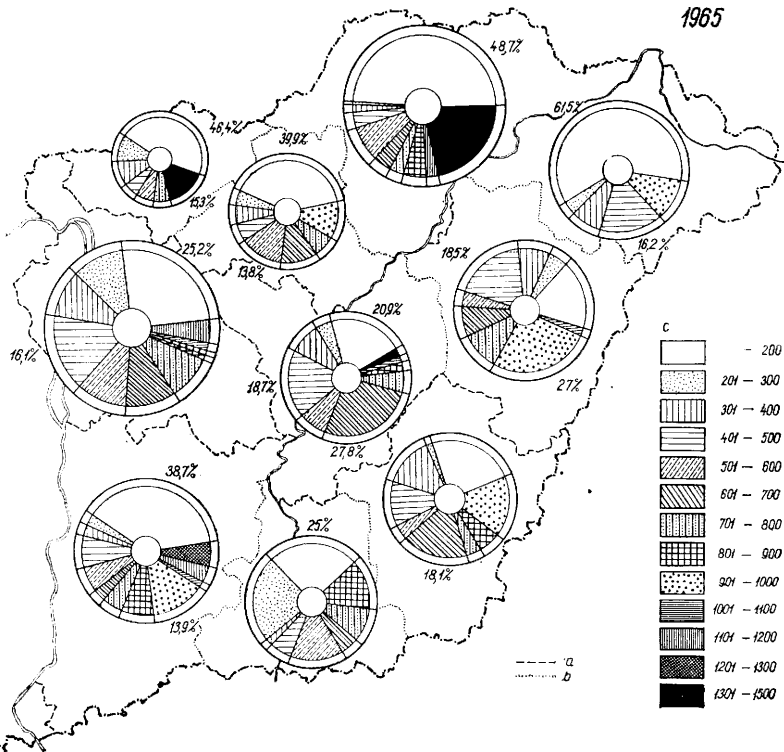 1965
48,7%
61,5%
46,4%
39,9%
15,3%
25,2%
13,8%
18,5%
16,2%
20,9%
16,1%
18,7%
27%
27,8%
38,7%
25%
18,1%
13,9%
c
- 200
201 - 300
301 - 400
401 - 500
501 - 600
601 - 700
701 - 800
801 - 900
901 - 1000
1001 - 1100
1101 - 1200
1201 - 1300
1301 - 1500
a
b